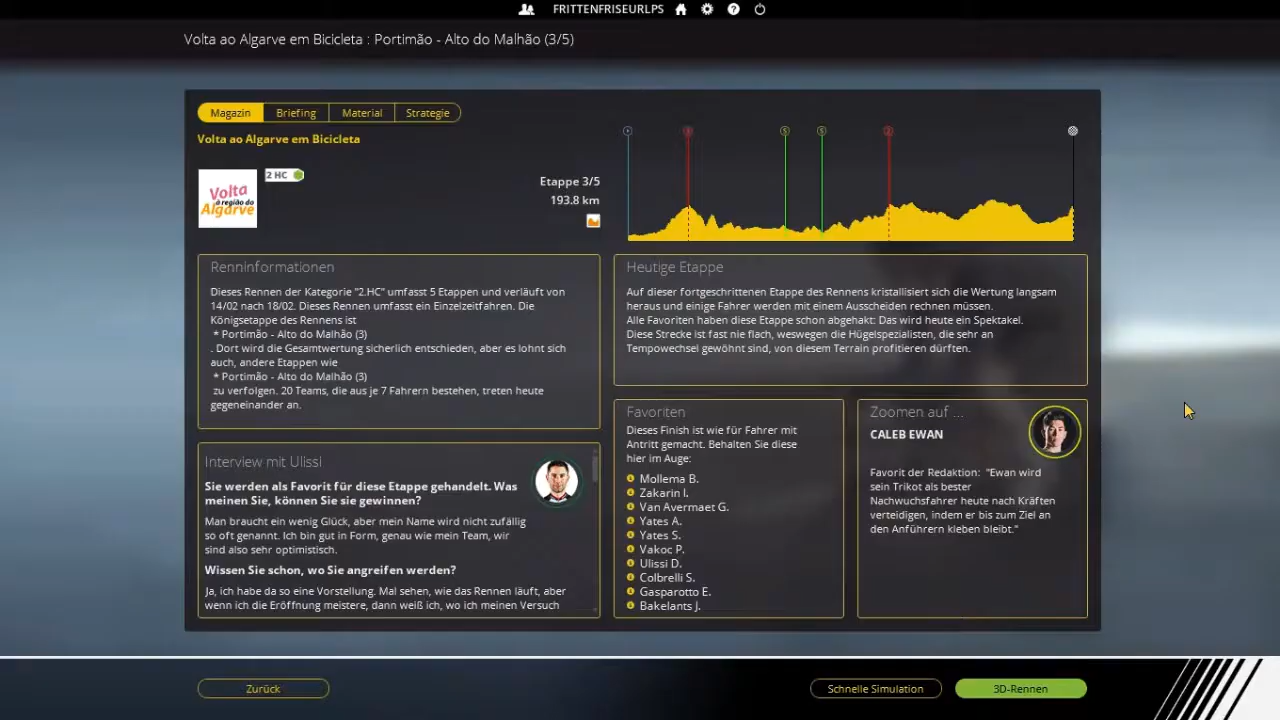 FRITTENFRISEURLPS
Volta ao Algarve em Bicicleta : Portimão - Alto do Malhão (3/5)
Magazin
Briefing
Material
Strategie
Volta ao Algarve em Bicicleta
2 HC
Volta
à região do
Algarve
Etappe 3/5
193.8 km
Renninformationen
Dieses Rennen der Kategorie "2.HC" umfasst 5 Etappen und verläuft von
14/02 nach 18/02. Dieses Rennen umfasst ein Einzelzeitfahren. Die
Königsetappe des Rennens ist
* Portimão - Alto do Malhão (3)
. Dort wird die Gesamtwertung sicherlich entschieden, aber es lohnt sich
auch, andere Etappen wie
* Portimão - Alto do Malhão (3)
zu verfolgen. 20 Teams, die aus je 7 Fahrern bestehen, treten heute
gegeneinander an.
Heutige Etappe
Auf dieser fortgeschrittenen Etappe des Rennens kristallisiert sich die Wertung langsam
heraus und einige Fahrer werden mit einem Ausscheiden rechnen müssen.
Alle Favoriten haben diese Etappe schon abgehakt: Das wird heute ein Spektakel.
Diese Strecke ist fast nie flach, weswegen die Hügelspezialisten, die sehr an
Tempowechsel gewöhnt sind, von diesem Terrain profitieren dürften.
Interview mit Ulissi
Sie werden als Favorit für diese Etappe gehandelt. Was
meinen Sie, können Sie sie gewinnen?
Man braucht ein wenig Glück, aber mein Name wird nicht zufällig
so oft genannt. Ich bin gut in Form, genau wie mein Team, wir
sind also sehr optimistisch.
Wissen Sie schon, wo Sie angreifen werden?
Ja, ich habe da so eine Vorstellung. Mal sehen, wie das Rennen läuft, aber
wenn ich die Eröffnung meistere, dann weiß ich, wo ich meinen Versuch
Favoriten
Dieses Finish ist wie für Fahrer mit
Antritt gemacht. Behalten Sie diese
hier im Auge:
Mollema B.
Zakarin I.
Van Avermaet G.
Yates A.
Yates S.
Vakoc P.
Ulissi D.
Colbrelli S.
Gasparotto E.
Bakelants J.
Zoomen auf ...
CALEB EWAN
Favorit der Redaktion: "Ewan wird
sein Trikot als bester
Nachwuchsfahrer heute nach Kräften
verteidigen, indem er bis zum Ziel an
den Anführern kleben bleibt."
Zurück
Schnelle Simulation
3D-Rennen